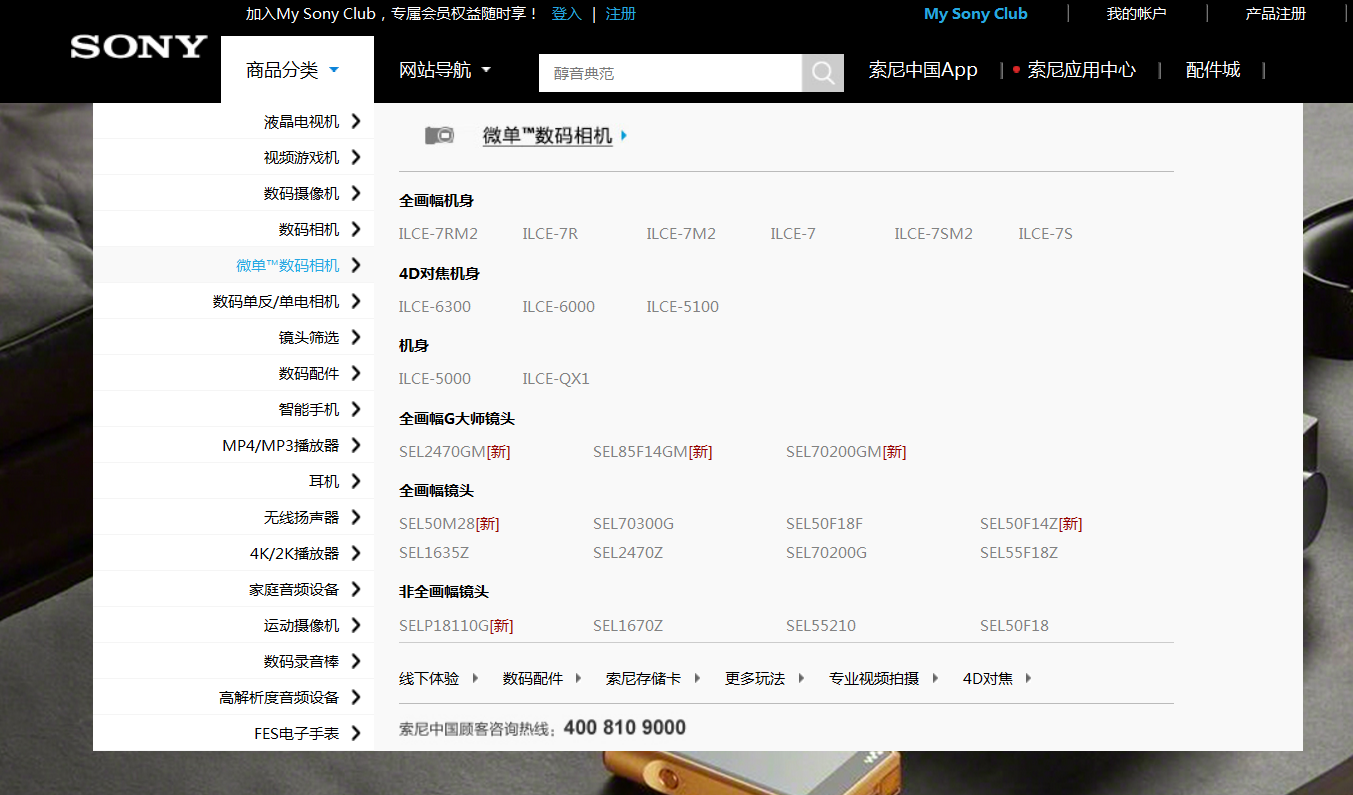 加入My Sony Club，专属会员权益随时享！ 登入 | 注册 My Sony Club | 我的帐户 | 产品注册 |
SONY 商品分类 网站导航 醇音典范 索尼中国App | 索尼应用中心 | 配件城 |
液晶电视机
视频游戏机
数码摄像机
数码相机
微单™数码相机
数码单反/单电相机
镜头筛选
数码配件
智能手机
MP4/MP3播放器
耳机
无线扬声器
4K/2K播放器
家庭音频设备
运动摄像机
数码录音棒
高解析度音频设备
FES电子手表
微单™数码相机
全画幅机身
ILCE-7RM2 ILCE-7R ILCE-7M2 ILCE-7 ILCE-7SM2 ILCE-7S
4D对焦机身
ILCE-6300 ILCE-6000 ILCE-5100
机身
ILCE-5000 ILCE-QX1
全画幅G大师镜头
SEL2470GM[新] SEL85F14GM[新] SEL70200GM[新]
全画幅镜头
SEL50M28[新] SEL70300G SEL50F18F SEL50F14Z[新]
SEL1635Z SEL2470Z SEL70200G SEL55F18Z
非全画幅镜头
SELP18110G[新] SEL1670Z SEL55210 SEL50F18
线下体验 数码配件 索尼存储卡 更多玩法 专业视频拍摄 4D对焦
索尼中国顾客咨询热线：400 810 9000